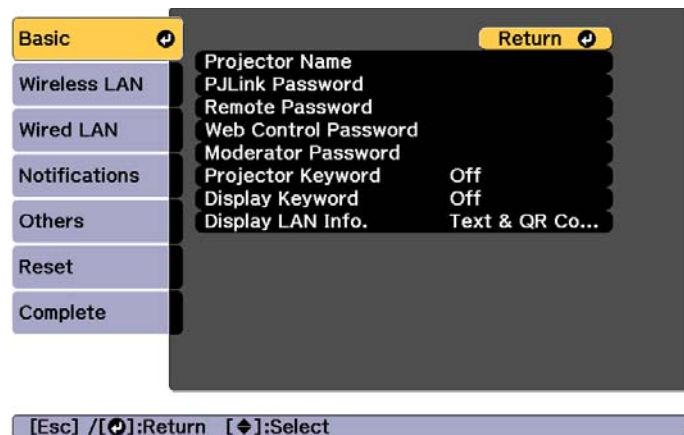 Basic
Wireless LAN
Wired LAN
Notifications
Others
Reset
Complete
Return
Projector Name
PJLink Password
Remote Password
Web Control Password
Moderator Password
Projector Keyword Off
Display Keyword Off
Display LAN Info. Text & QR Co...
[Esc] /[⏎]:Return [◆]:Select